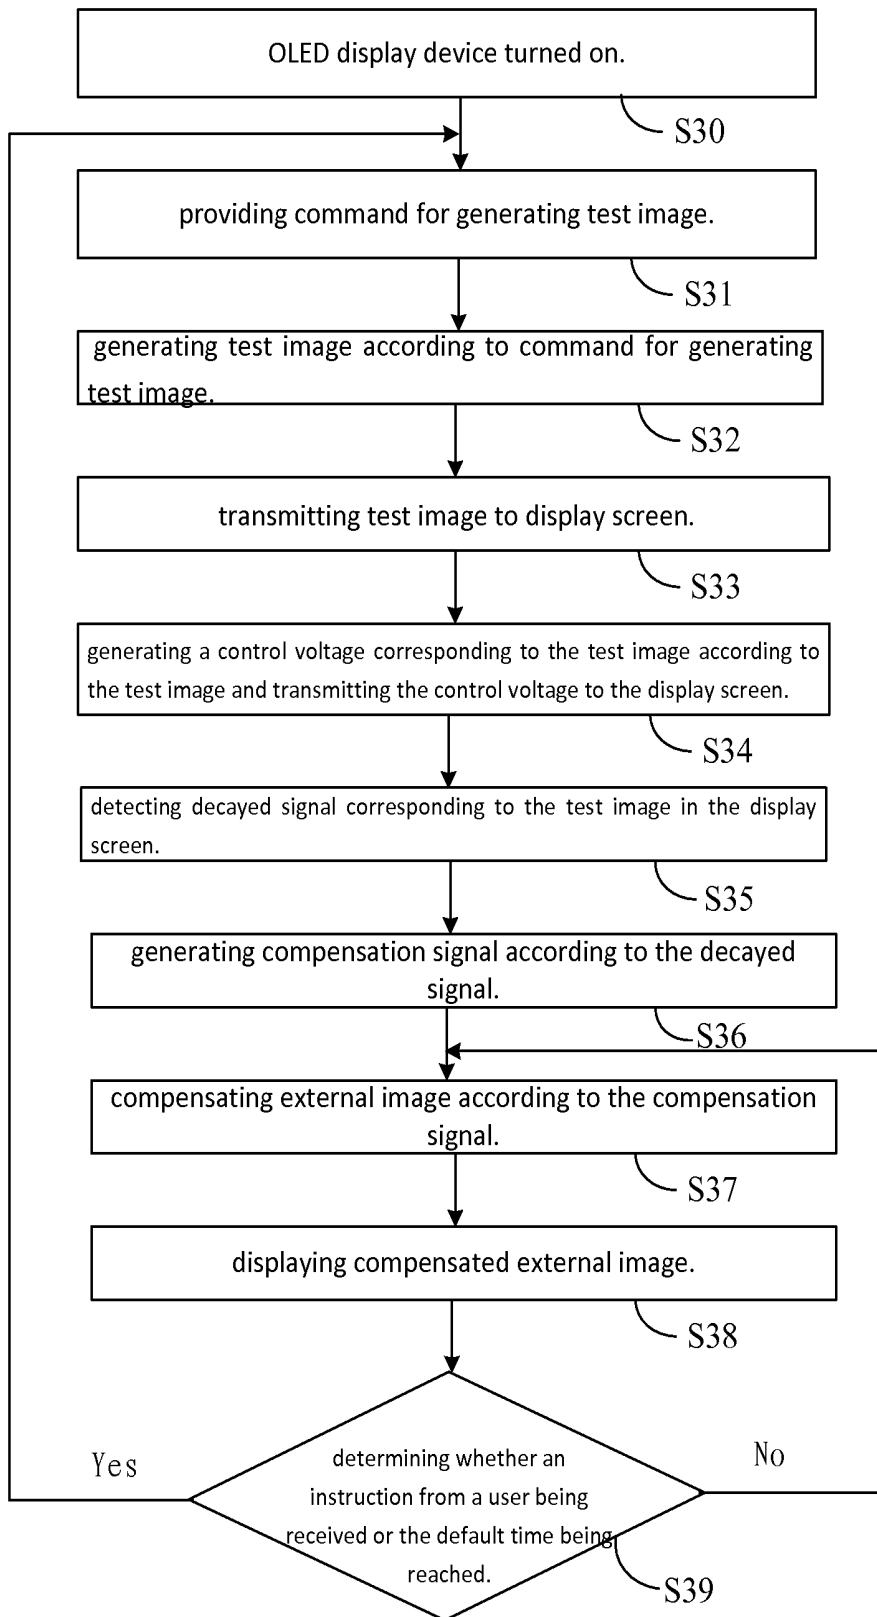 OLED display device turned on.
S30
providing command for generating test image.
S31
generating test image according to command for generating
test image.
S32
transmitting test image to display screen.
S33
generating a control voltage corresponding to the test image according to
the test image and transmitting the control voltage to the display screen.
S34
detecting decayed signal corresponding to the test image in the display
screen.
S35
generating compensation signal according to the decayed
signal.
S36
compensating external image according to the compensation
signal.
S37
displaying compensated external image.
S38
Yes
No
determining whether an
instruction from a user being
received or the default time being
reached.
S39